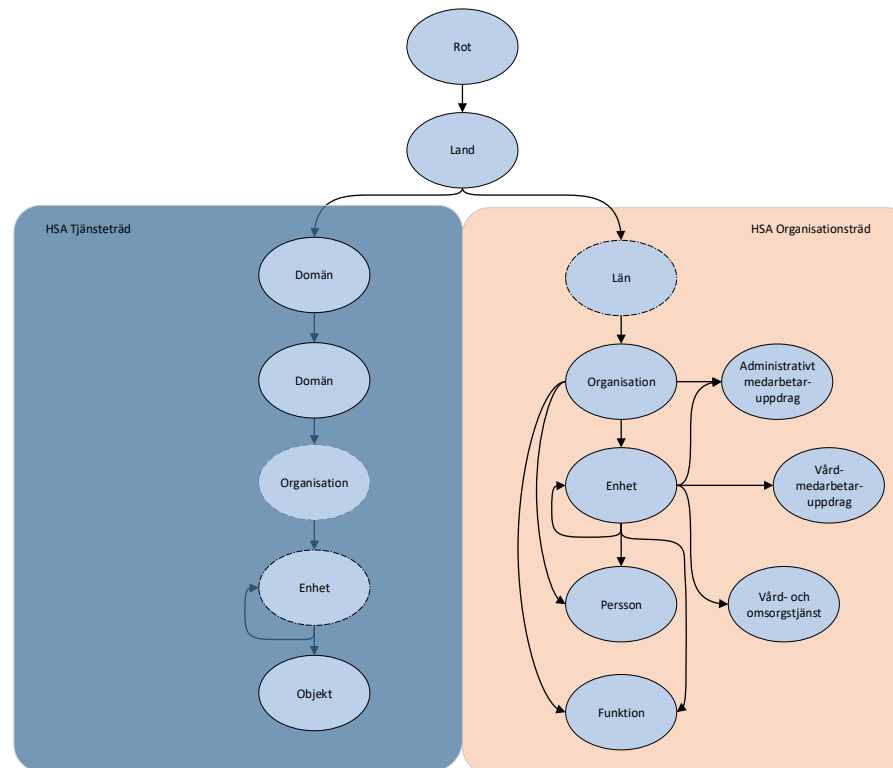 Rot
Land
HSA Tjänsteträd
HSA Organisationsträd
Domän
Län
Domän
Organisation
Administrativt
medarbetar-
uppdrag
Organisation
Enhet
Vård-
medarbetar-
uppdrag
Enhet
Persson
Vård- och
omsorgstjänst
Objekt
Funktion